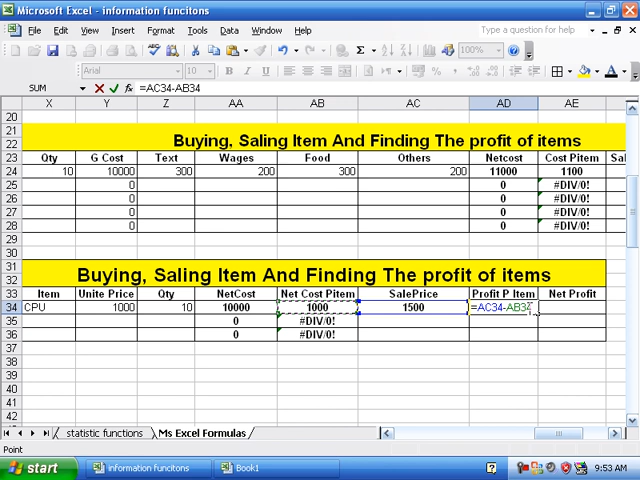 Microsoft Excel - information funcitons
File Edit View Insert Format Tools Data Window Help Type a question for help
100%
Arial 10 B I U
SUM =AC34-AB34
X Y Z AA AB AC AD AE
20
21
22 Buying, Saling Item And Finding The profit of items
23 Qty G Cost Text Wages Food Others Netcost Cost Pitem Sal
24 10 10000 300 200 300 200 11000 1100
25 0 0 #DIV/0!
26 0 0 #DIV/0!
27 0 0 #DIV/0!
28 0 0 #DIV/0!
29
30
31 Buying, Saling Item And Finding The profit of items
33 Item Unite Price Qty NetCost Net Cost Pitem SalePrice Profit P Item Net Profit
34 CPU 1000 10 10000 1000 1500 =AC34-AB34
35 0 #DIV/0!
36 0 #DIV/0!
37
38
39
40
41
42
statistic functions Ms Excel Formulas
Point
start information funcitons Book1 9:53 AM